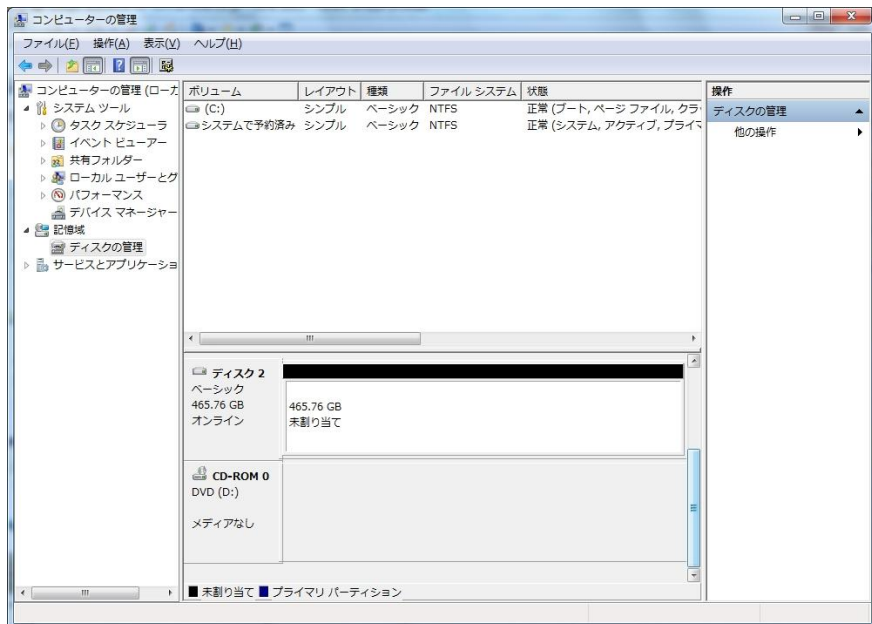 コンピューターの管理
ファイル(F) 操作(A) 表示(V) ヘルプ(H)
コンピューターの管理 (ローカ
システム ツール
タスク スケジューラ
イベント ビューアー
共有フォルダー
ローカル ユーザーとグ
パフォーマンス
デバイス マネージャー
記憶域
ディスクの管理
サービスとアプリケーショ
ボリューム レイアウト 種類 ファイル システム 状態
(C:) シンプル ベーシック NTFS 正常 (ブート, ページ ファイル, クラ
システムで予約済み シンプル ベーシック NTFS 正常 (システム, アクティブ, プライマ
ディスク 2
ベーシック
465.76 GB
オンライン
465.76 GB
未割り当て
CD-ROM 0
DVD (D:)
メディアなし
未割り当て プライマリ パーティション
操作
ディスクの管理
他の操作